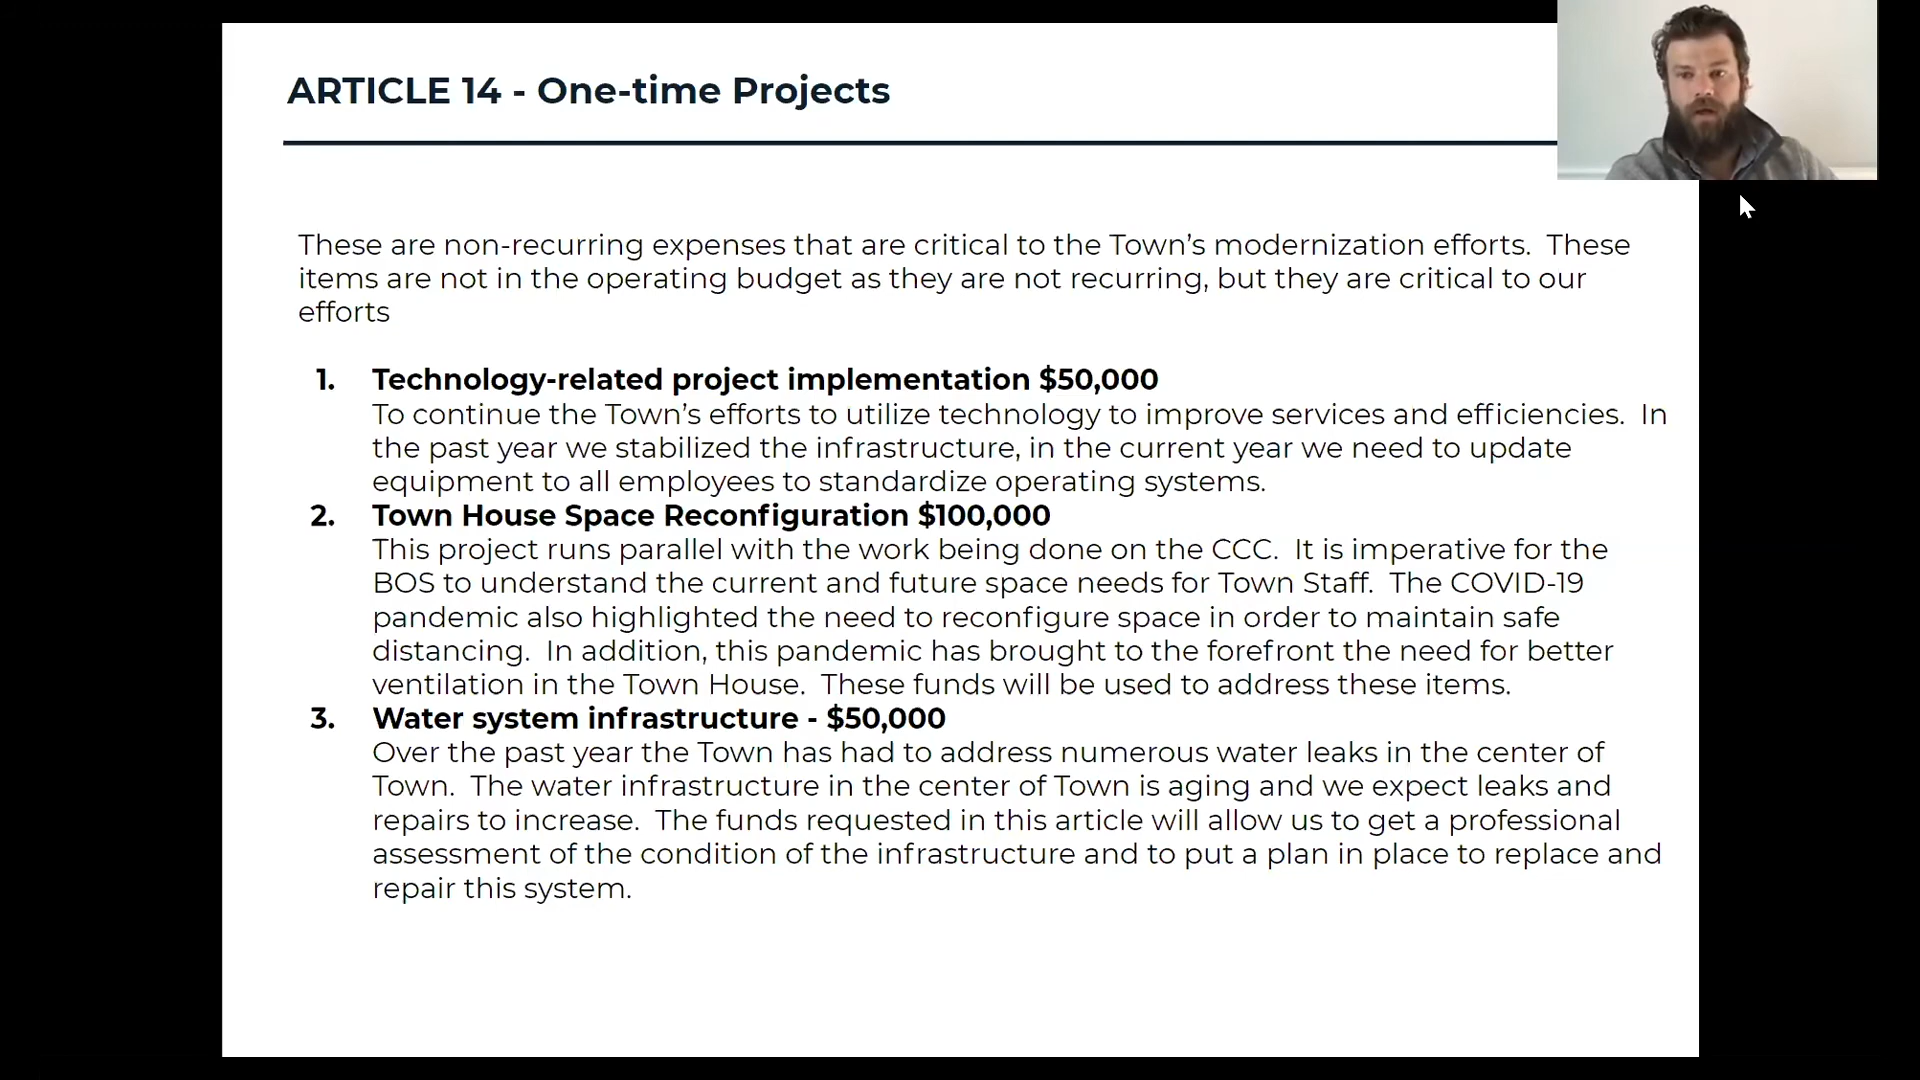 ARTICLE 14 - One-time Projects
These are non-recurring expenses that are critical to the Town’s modernization efforts.  These
items are not in the operating budget as they are not recurring, but they are critical to our
efforts
1. Technology-related project implementation $50,000
To continue the Town’s efforts to utilize technology to improve services and efficiencies.  In
the past year we stabilized the infrastructure, in the current year we need to update
equipment to all employees to standardize operating systems.
2. Town House Space Reconfiguration $100,000
This project runs parallel with the work being done on the CCC.  It is imperative for the
BOS to understand the current and future space needs for Town Staff.  The COVID-19
pandemic also highlighted the need to reconfigure space in order to maintain safe
distancing.  In addition, this pandemic has brought to the forefront the need for better
ventilation in the Town House.  These funds will be used to address these items.
3. Water system infrastructure - $50,000
Over the past year the Town has had to address numerous water leaks in the center of
Town.  The water infrastructure in the center of Town is aging and we expect leaks and
repairs to increase.  The funds requested in this article will allow us to get a professional
assessment of the condition of the infrastructure and to put a plan in place to replace and
repair this system.